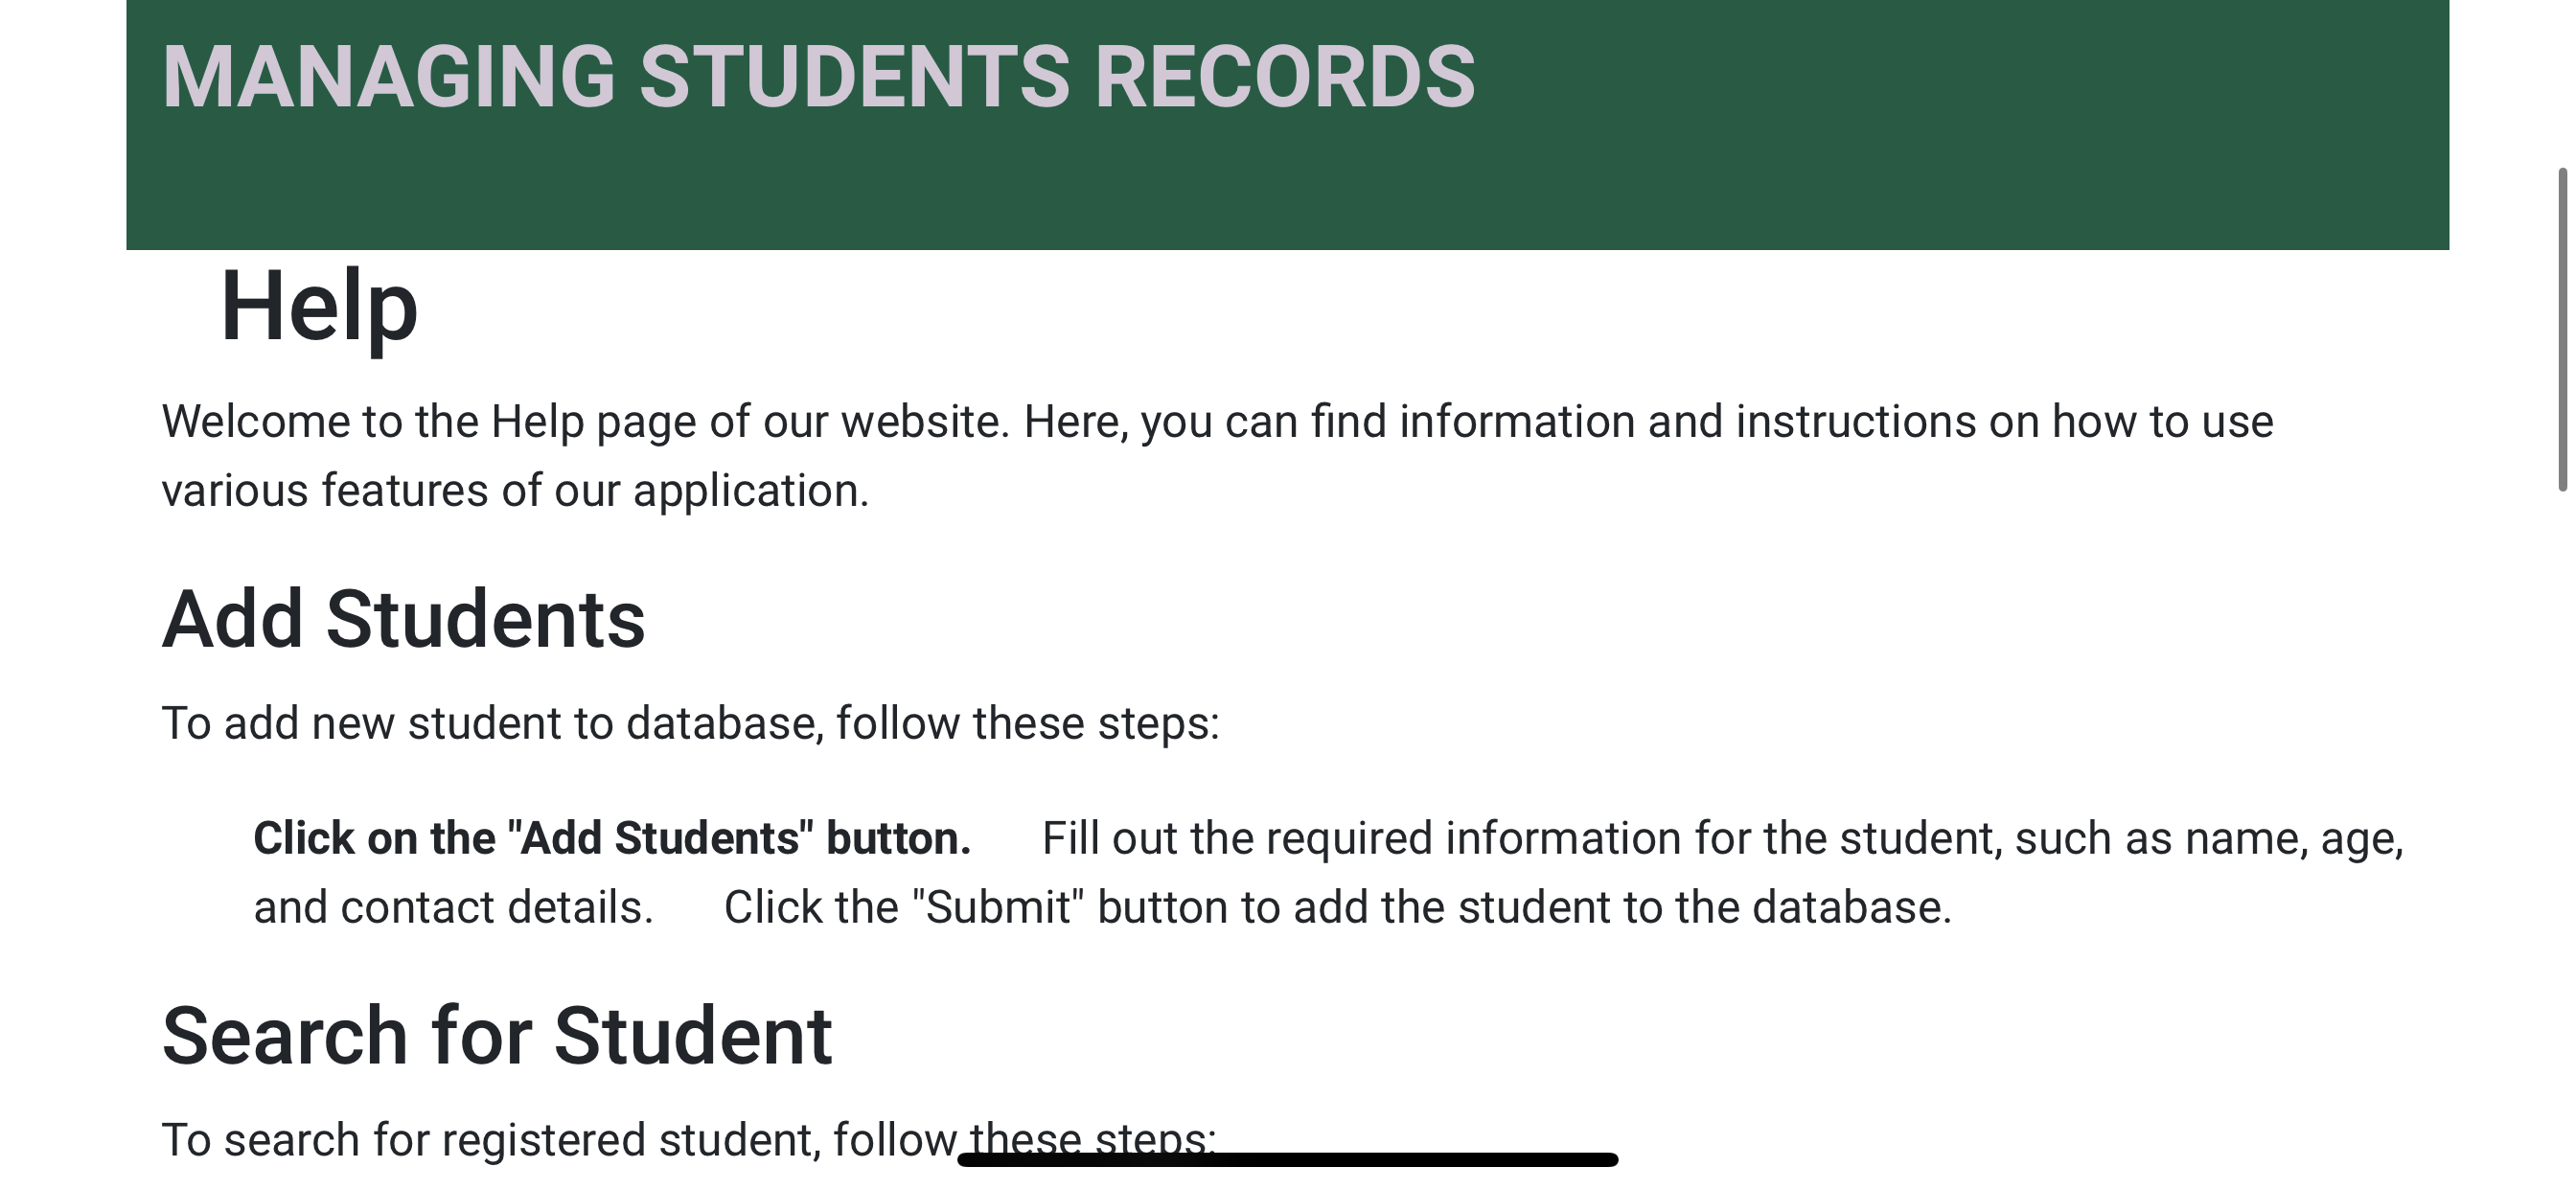 MANAGING STUDENTS RECORDS
Help
Welcome to the Help page of our website. Here, you can find information and instructions on how to use
various features of our application.
Add Students
To add new student to database, follow these steps:
Click on the "Add Students" button. Fill out the required information for the student, such as name, age,
and contact details. Click the "Submit" button to add the student to the database.
Search for Student
To search for registered student, follow these steps: